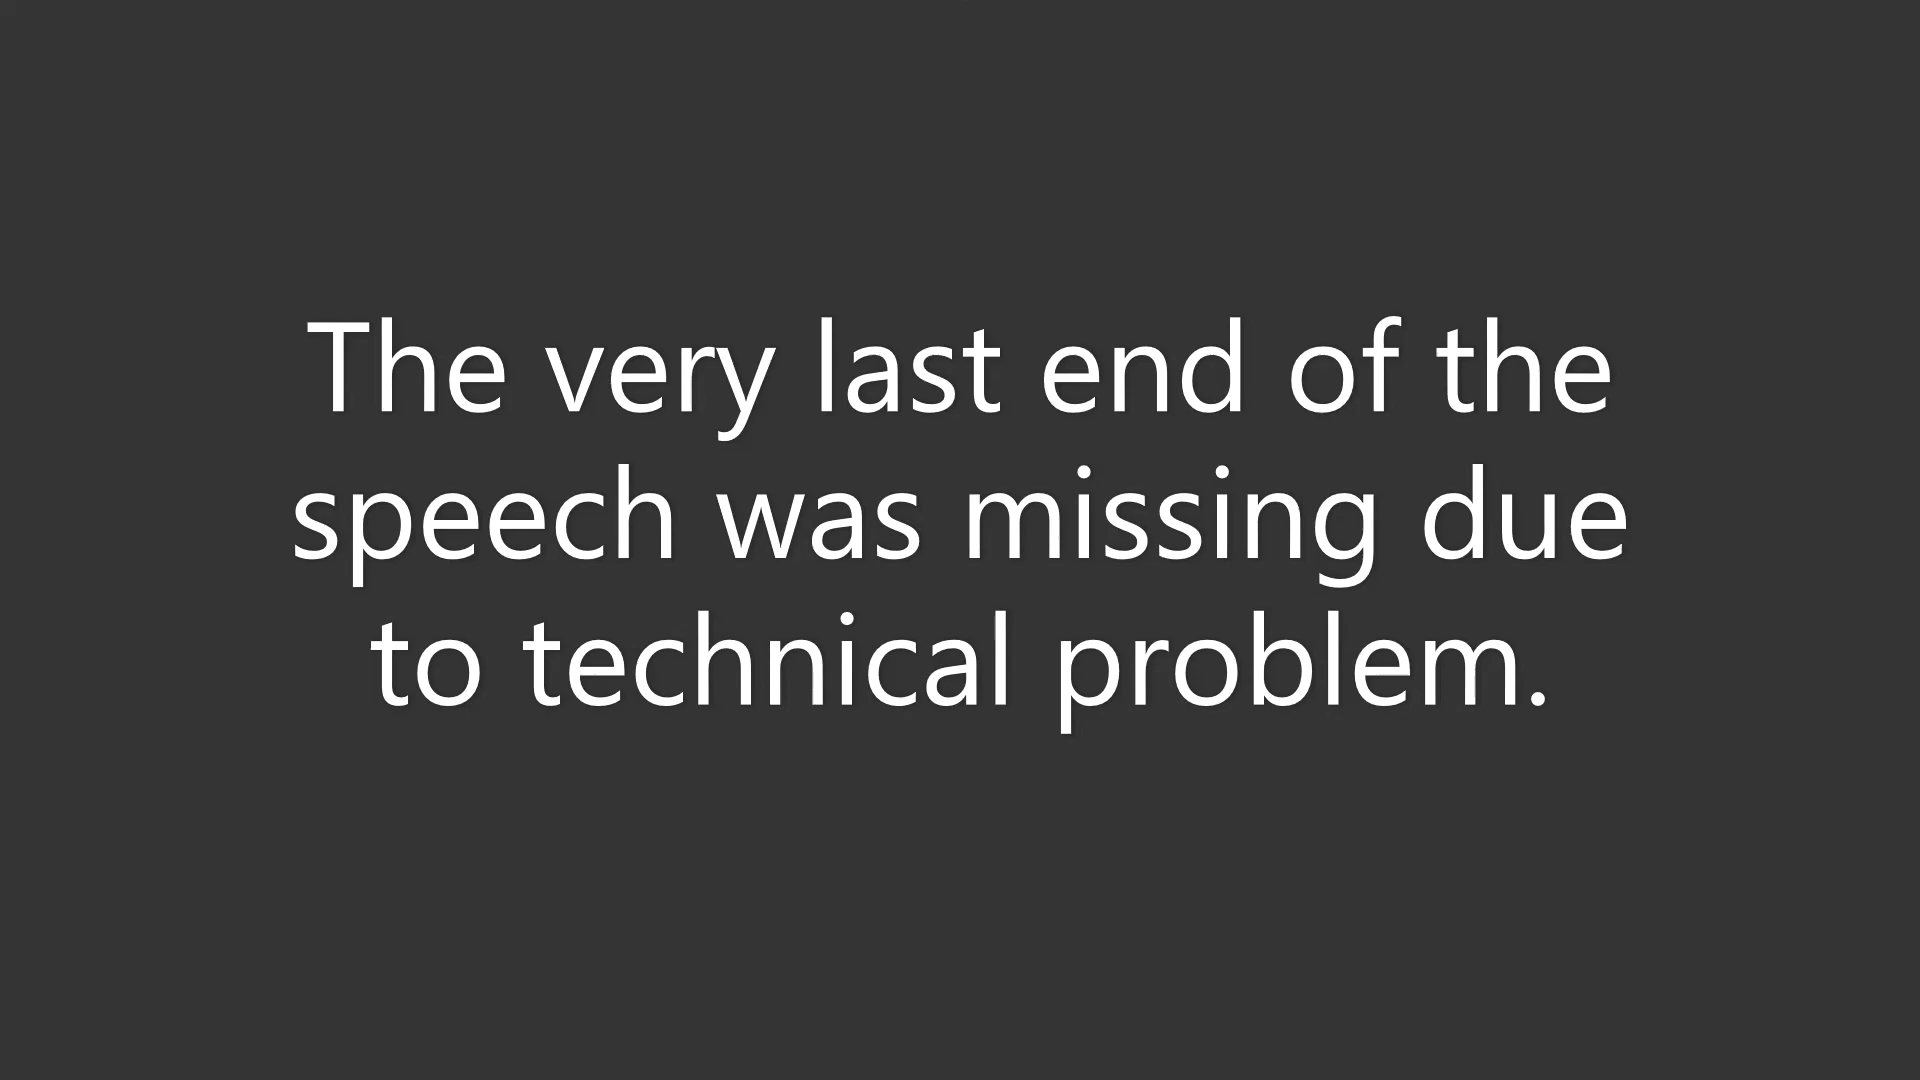 The very last end of the
speech was missing due
to technical problem.